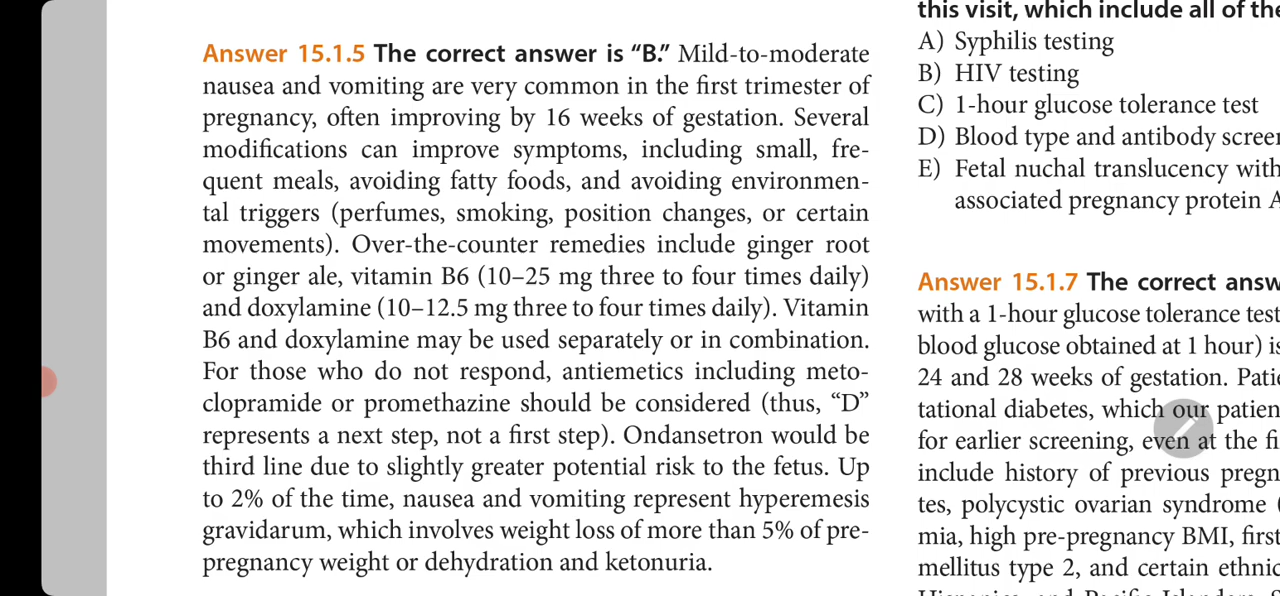 Answer 15.1.5 The correct answer is “B.” Mild-to-moderate
nausea and vomiting are very common in the first trimester of
pregnancy, often improving by 16 weeks of gestation. Several
modifications can improve symptoms, including small, fre-
quent meals, avoiding fatty foods, and avoiding environmen-
tal triggers (perfumes, smoking, position changes, or certain
movements). Over-the-counter remedies include ginger root
or ginger ale, vitamin B6 (10–25 mg three to four times daily)
and doxylamine (10–12.5 mg three to four times daily). Vitamin
B6 and doxylamine may be used separately or in combination.
For those who do not respond, antiemetics including meto-
clopramide or promethazine should be considered (thus, “D”
represents a next step, not a first step). Ondansetron would be
third line due to slightly greater potential risk to the fetus. Up
to 2% of the time, nausea and vomiting represent hyperemesis
gravidarum, which involves weight loss of more than 5% of pre-
pregnancy weight or dehydration and ketonuria.
this visit, which include all of the
A) Syphilis testing
B) HIV testing
C) 1-hour glucose tolerance test
D) Blood type and antibody
E) Fetal nuchal translucency with
associated pregnancy protein A
Answer 15.1.7 The correct
with a 1-hour glucose tolerance test
blood glucose obtained at 1 hour) is
24 and 28 weeks of gestation.
tational diabetes, which our
for earlier screening, even at the
include history of previous
tes, polycystic ovarian syndrome
mia, high pre-pregnancy BMI,
mellitus type 2, and certain